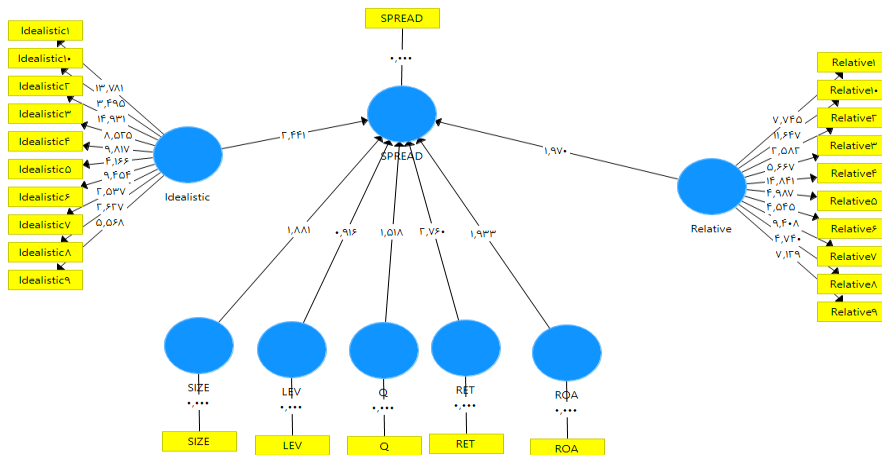 SPREAD
۰,۰۰۰
SPREAD
Idealistic۱
Idealistic۱۰
Idealistic۲
Idealistic۳
Idealistic۴
Idealistic۵
Idealistic۶
Idealistic۷
Idealistic۸
Idealistic۹
۱۳,۷۸۱
۳,۴۹۵
۱۴,۹۳۱
۸,۵۲۵
۹,۸۱۷
۴,۱۶۶
۹,۴۵۴
۲,۵۳۷
۲,۶۲۷
۵,۵۶۸
Idealistic
۲,۴۴۱
۱,۹۷۰
Relative
۷,۷۴۵
۱۱,۶۴۷
۲,۵۸۲
۵,۶۶۷
۱۴,۸۴۱
۴,۹۸۷
۴,۵۴۵
۹,۴۰۸
۴,۷۴۰
۷,۱۲۹
Relative۱
Relative۱۰
Relative۲
Relative۳
Relative۴
Relative۵
Relative۶
Relative۷
Relative۸
Relative۹
۱,۸۸۱
۰,۹۱۶
۱,۵۱۸
۲,۷۶۰
۱,۹۳۳
SIZE
LEV
Q
RET
ROA
۰,۰۰۰
۰,۰۰۰
۰,۰۰۰
۰,۰۰۰
۰,۰۰۰
SIZE
LEV
Q
RET
ROA